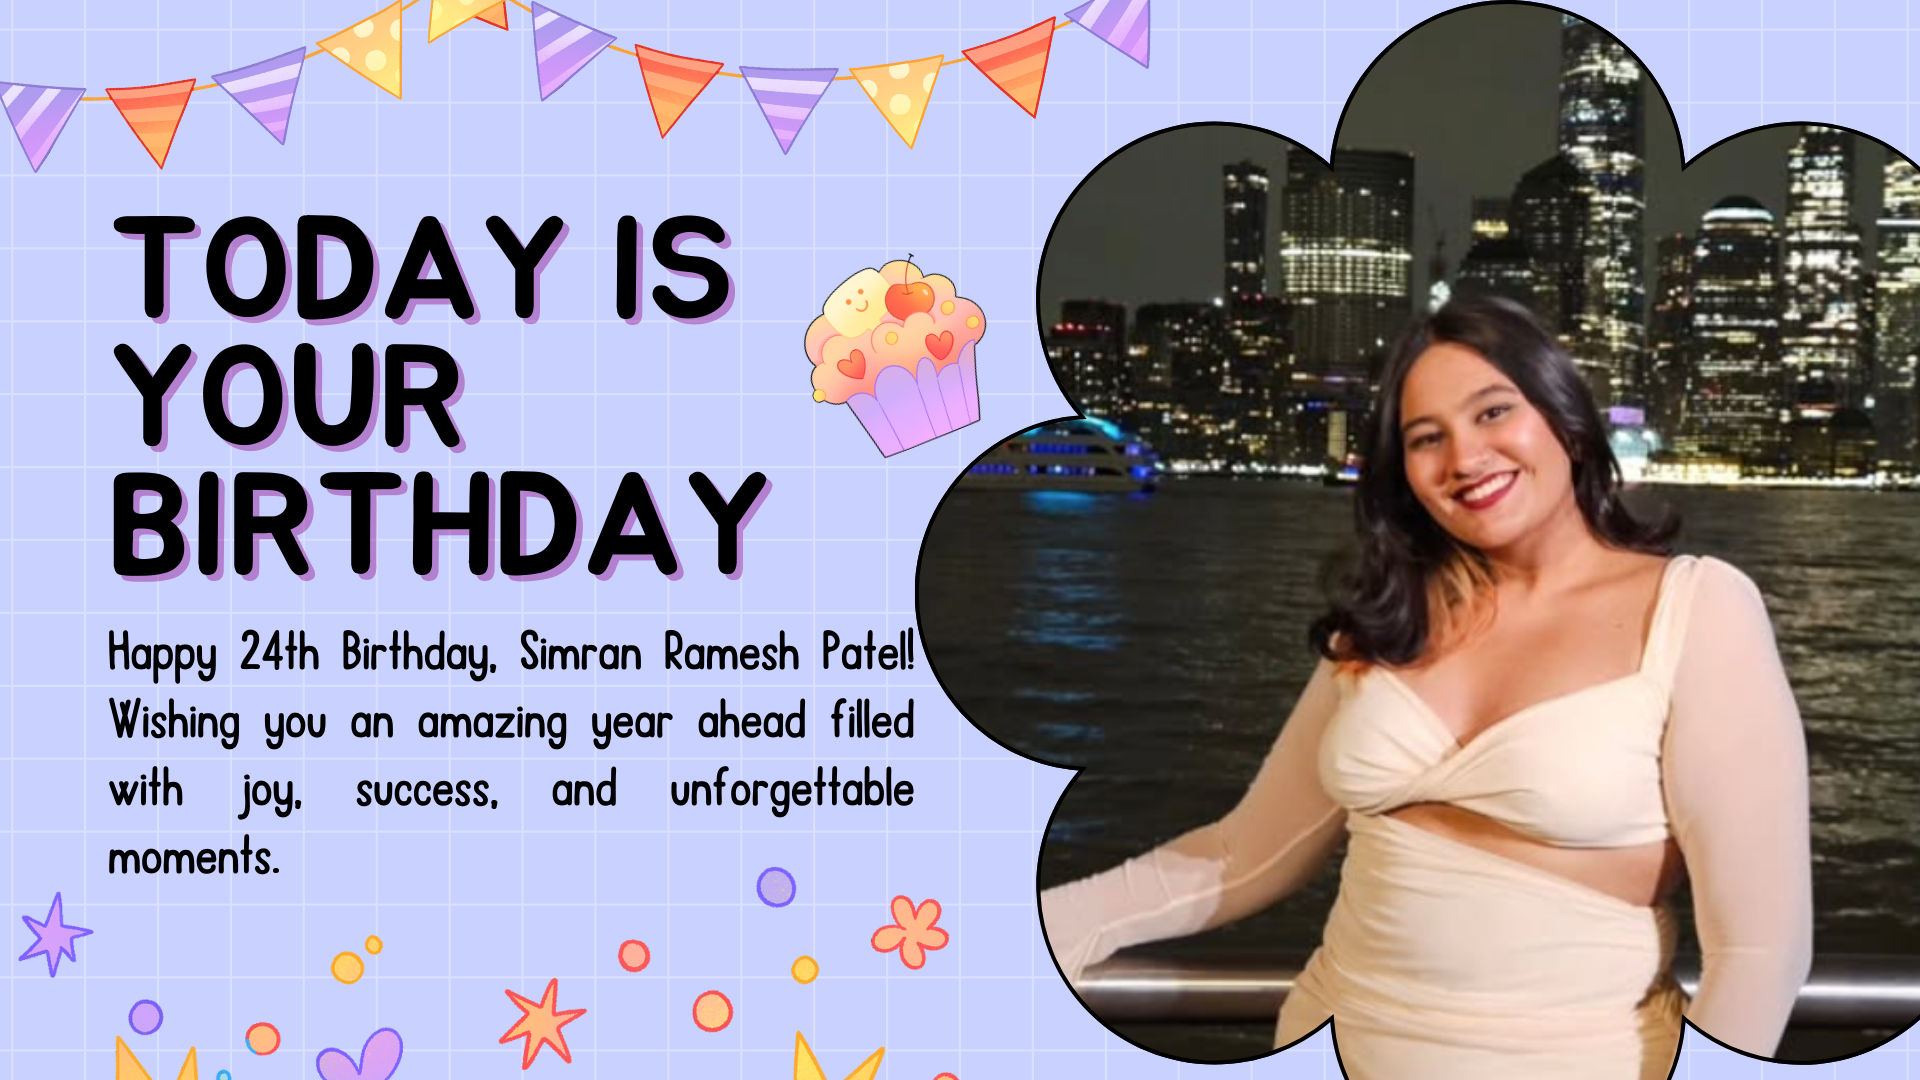 TODAY IS
YOUR
BIRTHDAY
Happy 24th Birthday, Simran Ramesh Patel!
Wishing you an amazing year ahead filled
with joy, success, and unforgettable
moments.